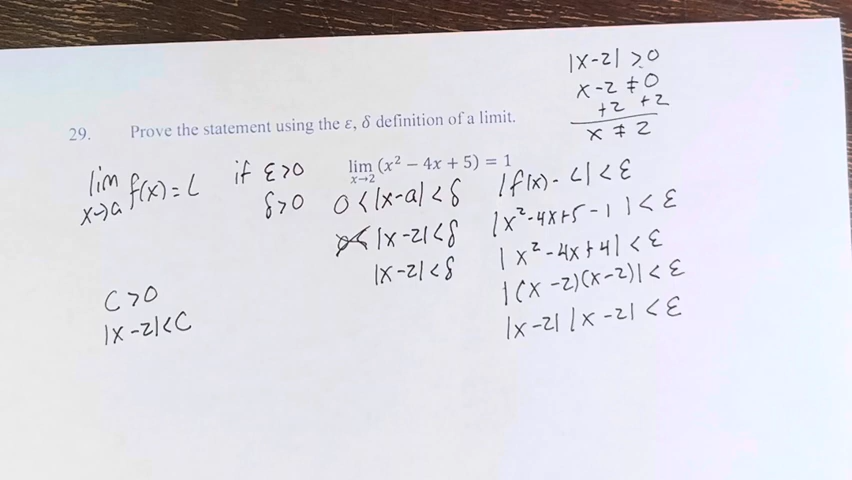 |x-2| > 0
x-2 ≠ 0
+2 +2
x ≠ 2
29. Prove the statement using the ε, δ definition of a limit.
lim x→2 (x² − 4x + 5) = 1
lim x→a f(x) = L
if ε>0
δ>0
0<|x-a|<δ
0<|x-2|<δ
|x-2|<δ
|f(x)-L|<ε
|x²-4x+5-1|<ε
|x²-4x+4|<ε
|(x-2)(x-2)|<ε
|x-2||x-2|<ε
C>0
|x-2|<C